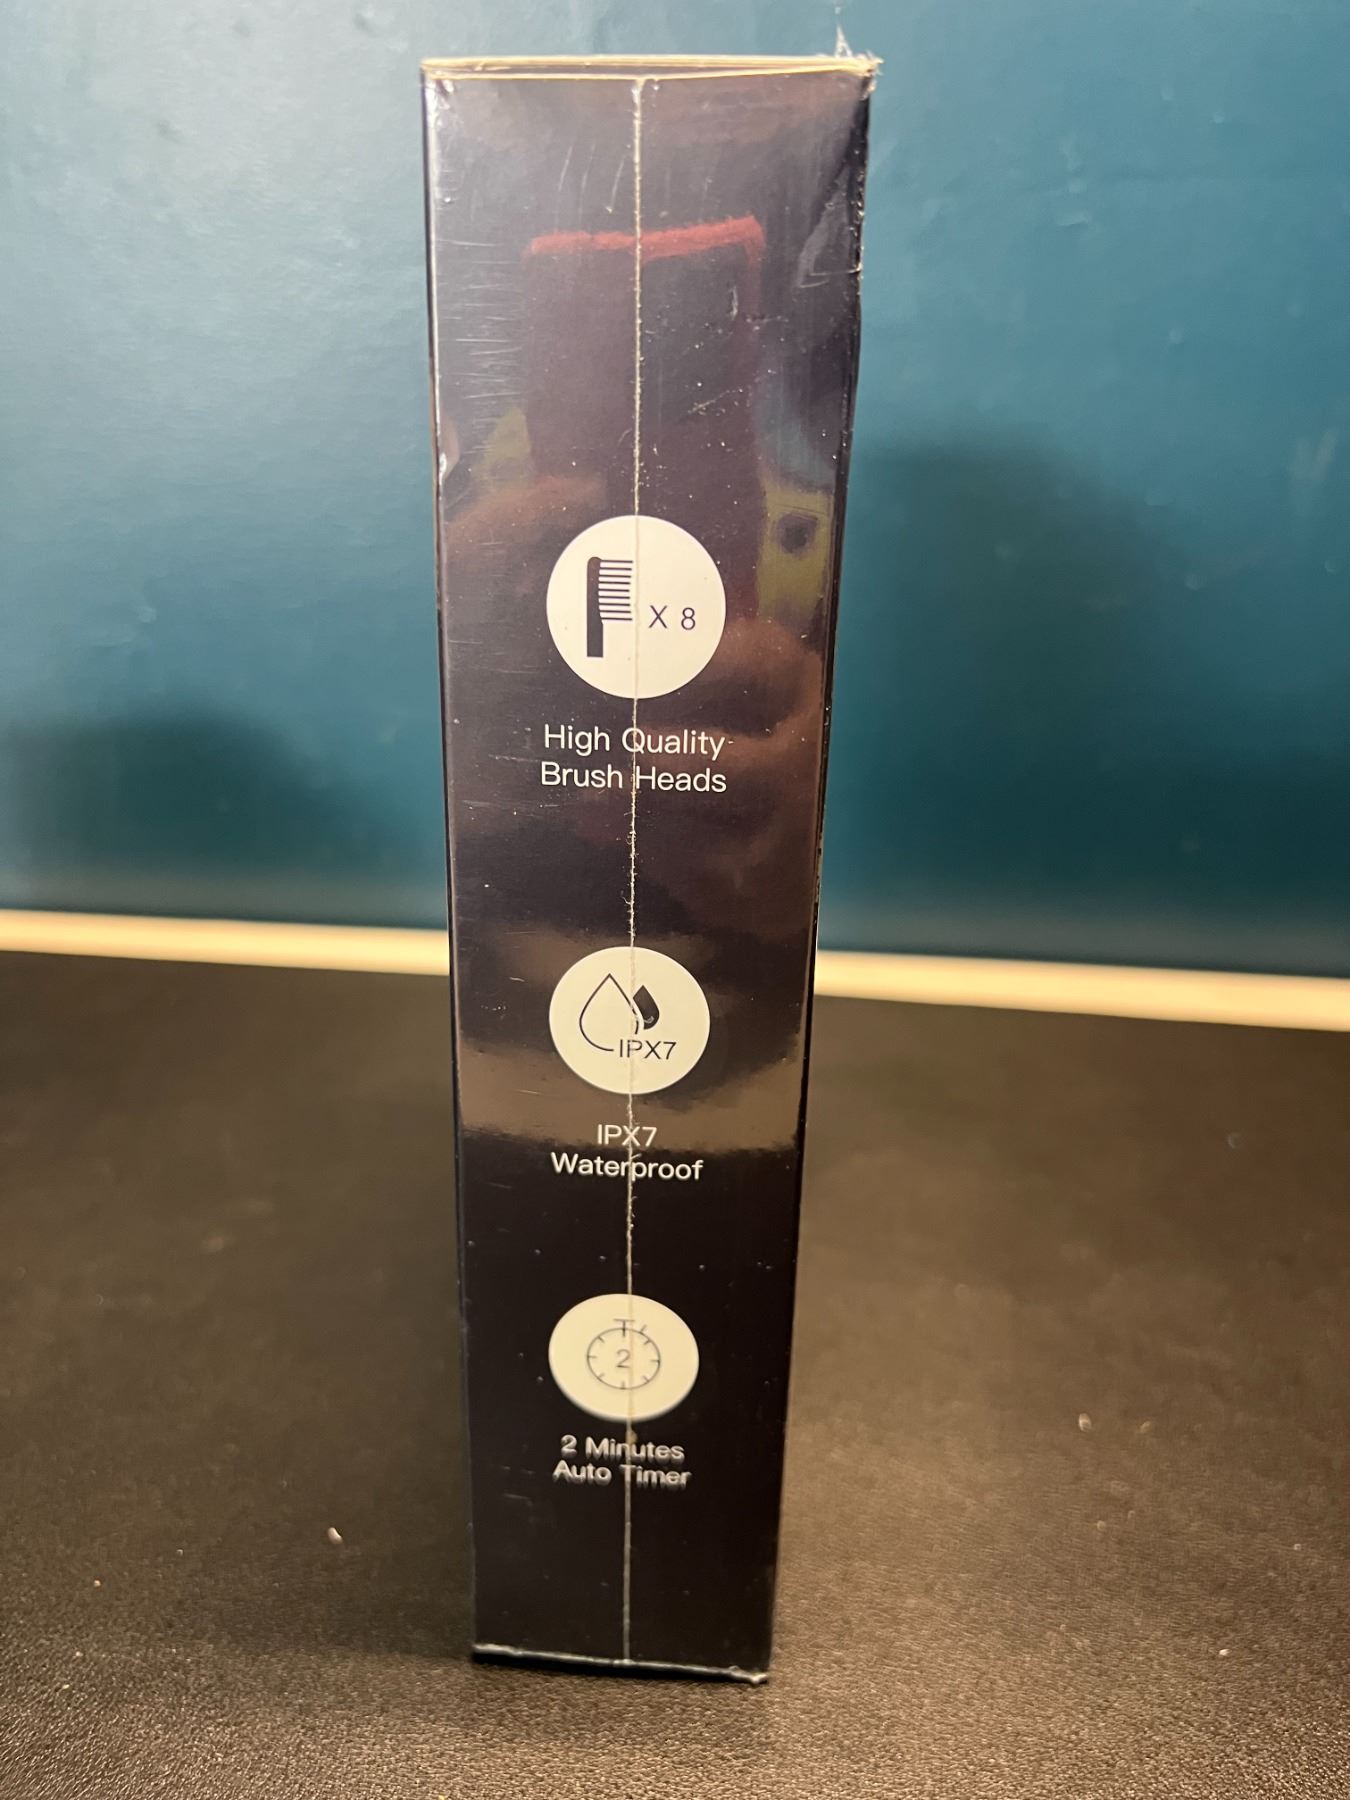 X 8
High Quality
Brush Heads
IPX7
IPX7
Waterproof
2
2 Minutes
Auto Timer